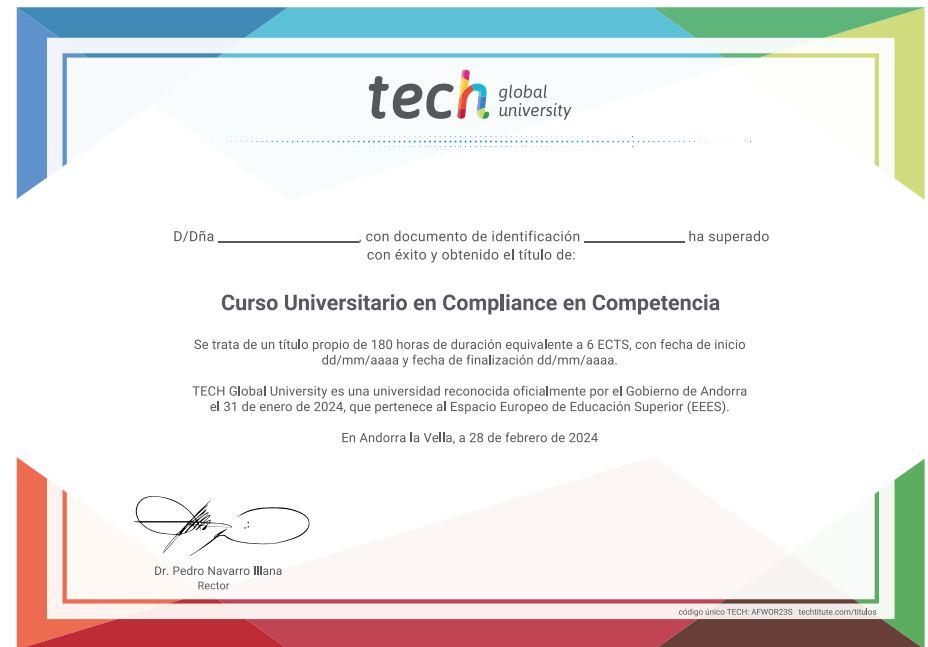 tech global university
D/Dña ____________________, con documento de identificación ______________ ha superado
con éxito y obtenido el título de:
Curso Universitario en Compliance en Competencia
Se trata de un título propio de 180 horas de duración equivalente a 6 ECTS, con fecha de inicio
dd/mm/aaaa y fecha de finalización dd/mm/aaaa.
TECH Global University es una universidad reconocida oficialmente por el Gobierno de Andorra
el 31 de enero de 2024, que pertenece al Espacio Europeo de Educación Superior (EEES).
En Andorra la Vella, a 28 de febrero de 2024
Dr. Pedro Navarro Illana
Rector
código único TECH: AFWOR23S techtitute.com/titulos